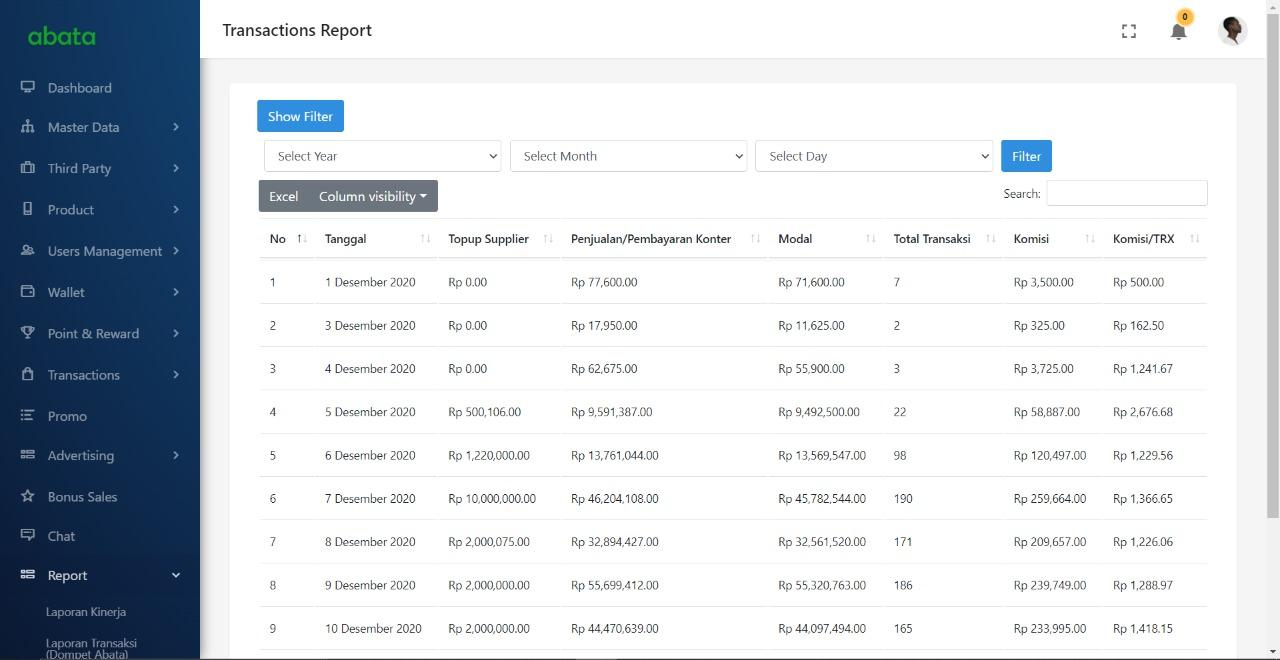 abata
Transactions Report
0
Dashboard
Master Data
Third Party
Product
Users Management
Wallet
Point & Reward
Transactions
Promo
Advertising
Bonus Sales
Chat
Report
Laporan Kinerja
Laporan Transaksi
(Dompet Abata)
Show Filter
Select Year Select Month Select Day Filter
Excel Column visibility Search:
No Tanggal Topup Supplier Penjualan/Pembayaran Konter Modal Total Transaksi Komisi Komisi/TRX
1 1 Desember 2020 Rp 0.00 Rp 77,600.00 Rp 71,600.00 7 Rp 3,500.00 Rp 500.00
2 3 Desember 2020 Rp 0.00 Rp 17,950.00 Rp 11,625.00 2 Rp 325.00 Rp 162.50
3 4 Desember 2020 Rp 0.00 Rp 62,675.00 Rp 55,900.00 3 Rp 3,725.00 Rp 1,241.67
4 5 Desember 2020 Rp 500,106.00 Rp 9,591,387.00 Rp 9,492,500.00 22 Rp 58,887.00 Rp 2,676.68
5 6 Desember 2020 Rp 1,220,000.00 Rp 13,761,044.00 Rp 13,569,547.00 98 Rp 120,497.00 Rp 1,229.56
6 7 Desember 2020 Rp 10,000,000.00 Rp 46,204,108.00 Rp 45,782,544.00 190 Rp 259,664.00 Rp 1,366.65
7 8 Desember 2020 Rp 2,000,075.00 Rp 32,894,427.00 Rp 32,561,520.00 171 Rp 209,657.00 Rp 1,226.06
8 9 Desember 2020 Rp 2,000,000.00 Rp 55,699,412.00 Rp 55,320,763.00 186 Rp 239,749.00 Rp 1,288.97
9 10 Desember 2020 Rp 2,000,000.00 Rp 44,470,639.00 Rp 44,097,494.00 165 Rp 233,995.00 Rp 1,418.15